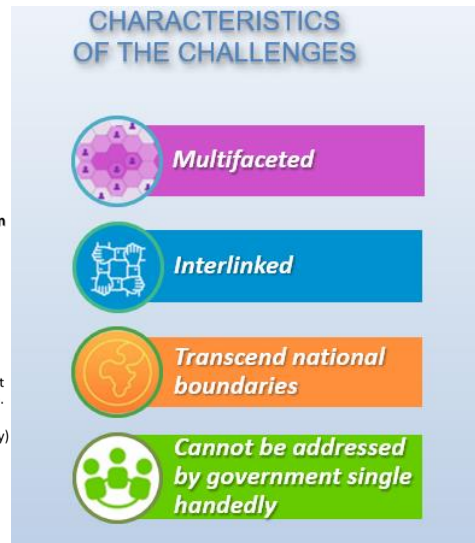 CHARACTERISTICS
OF THE CHALLENGES
Multifaceted
Interlinked
Transcend national
boundaries
Cannot be addressed
by government single
handedly